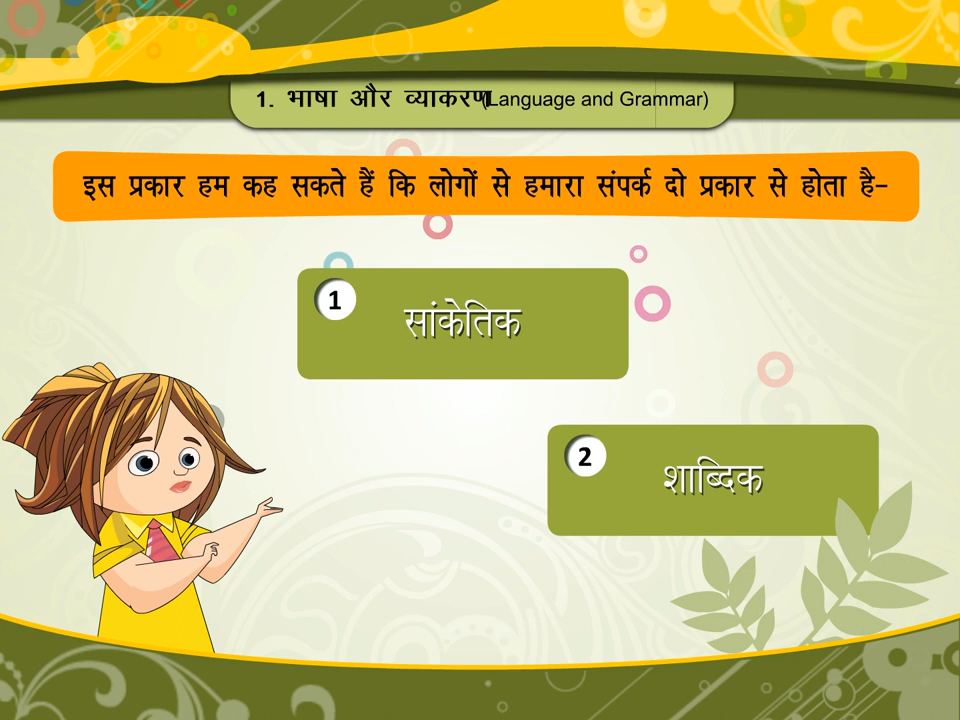 1. भाषा और व्याकरण (Language and Grammar)
इस प्रकार हम कह सकते हैं कि लोगों से हमारा संपर्क दो प्रकार से होता है-
1
सांकेतिक
2
शाब्दिक